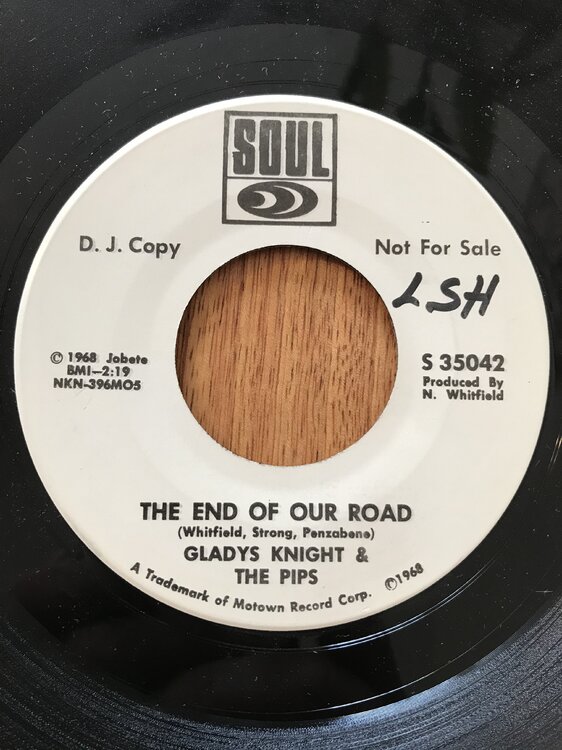 SOUL
D. J. Copy
Not For Sale
LSH
© 1968 Jobete
BMI—2:19
NKN-396MO5
S 35042
Produced By
N. Whitfield
THE END OF OUR ROAD
(Whitfield, Strong, Penzabene)
GLADYS KNIGHT &
THE PIPS
A Trademark of Motown Record Corp. ©1968